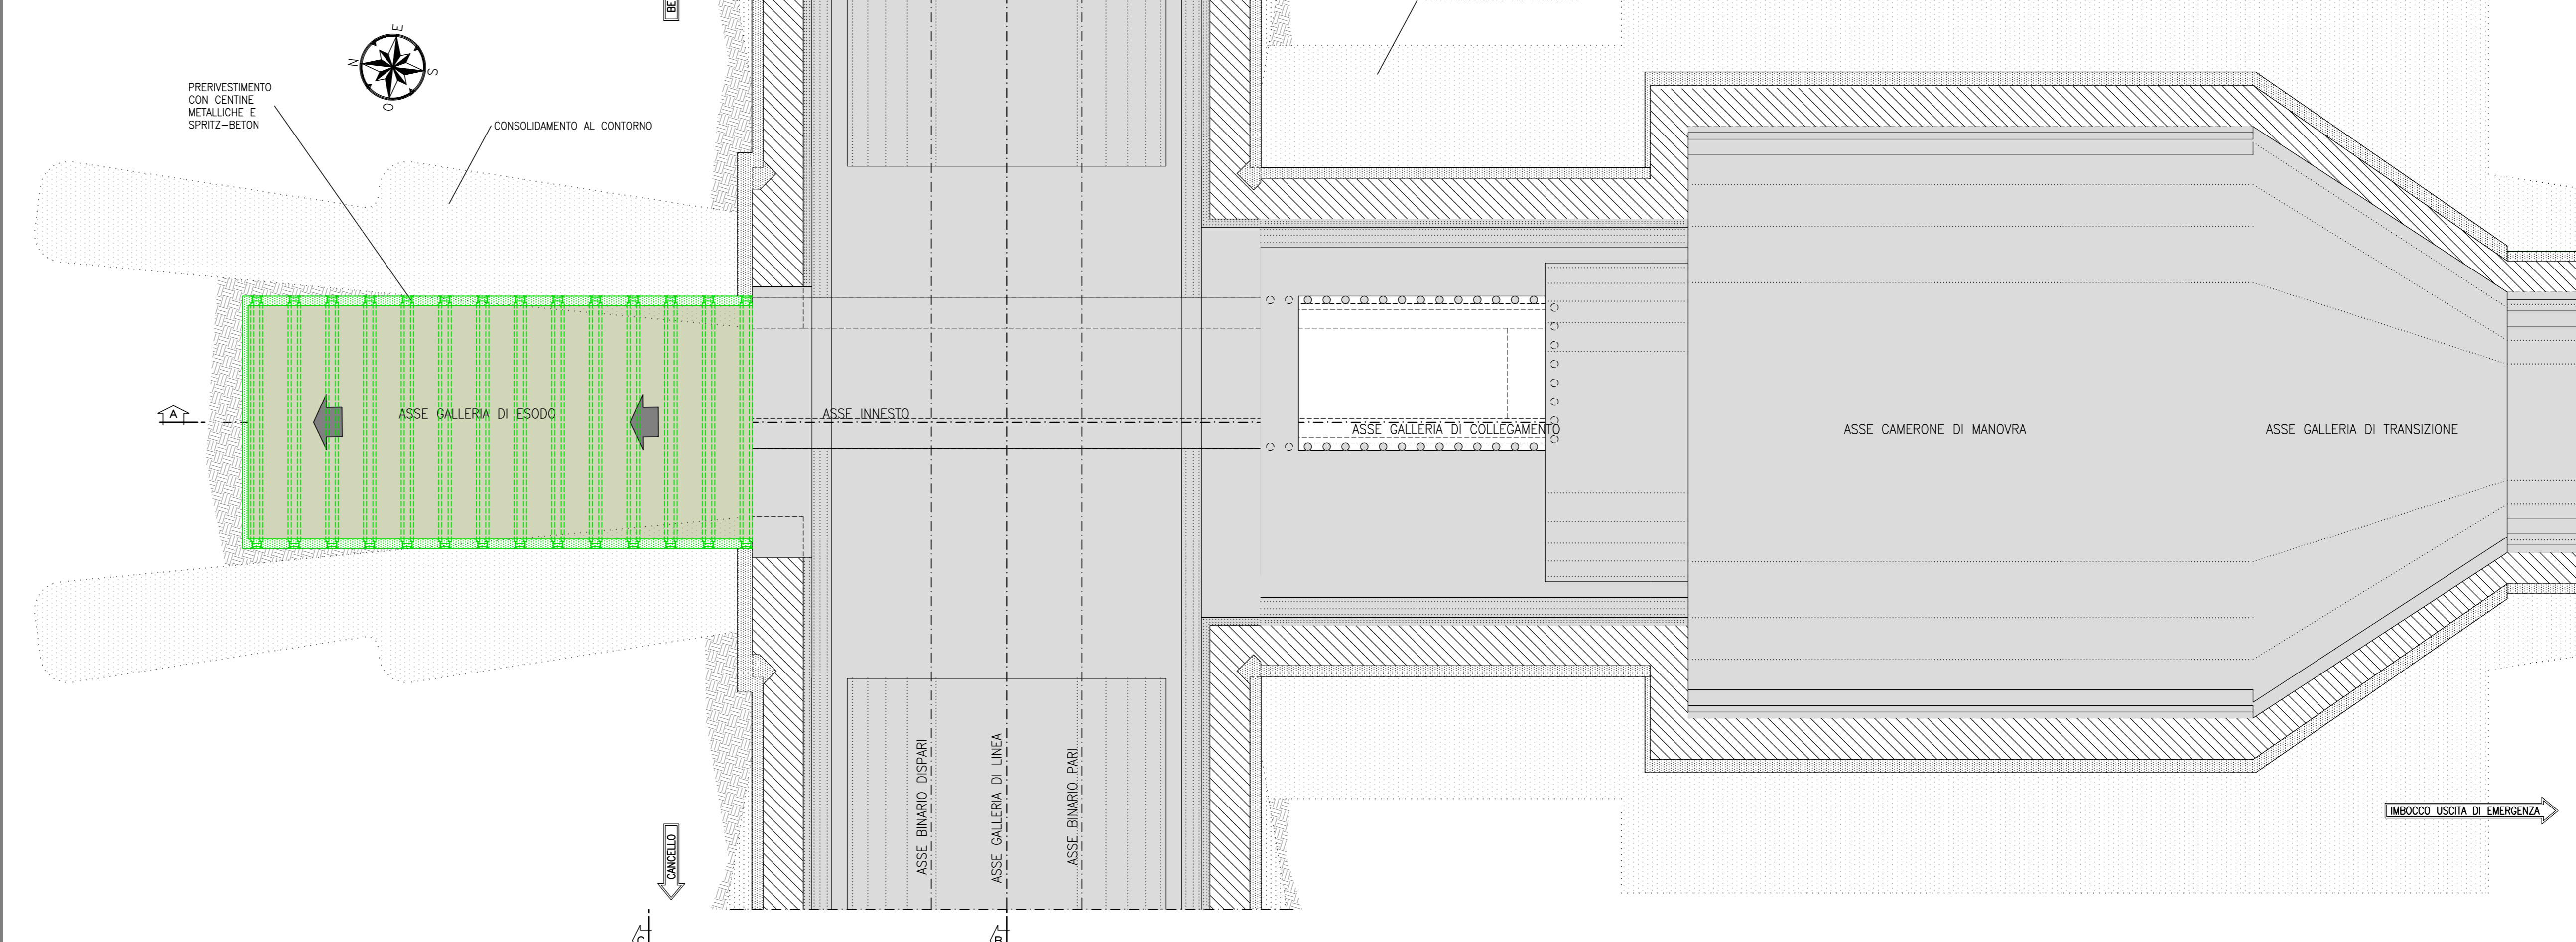 E
N
S
O
PRERIVESTIMENTO
CON CENTINE
METALLICHE E
SPRITZ-BETON
CONSOLIDAMENTO AL CONTORNO
A
ASSE GALLERIA DI ESODO
ASSE INNESTO
ASSE GALLERIA DI COLLEGAMENTO
ASSE CAMERONE DI MANOVRA
ASSE GALLERIA DI TRANSIZIONE
ASSE BINARIO DISPARI
ASSE GALLERIA DI LINEA
ASSE BINARIO PARI
CANCELLO
IMBOCCO USCITA DI EMERGENZA
C
B